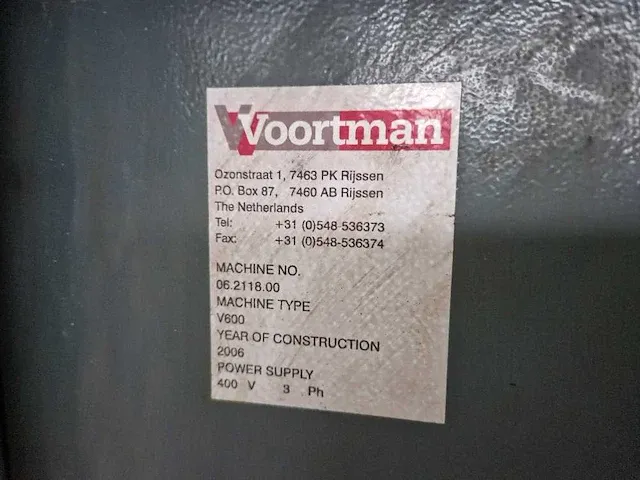 Voortman
Ozonstraat 1, 7463 PK Rijssen
P.O. Box 87, 7460 AB Rijssen
The Netherlands
Tel: +31 (0)548-536373
Fax: +31 (0)548-536374
MACHINE NO.
06.2118.00
MACHINE TYPE
V600
YEAR OF CONSTRUCTION
2006
POWER SUPPLY
400 V 3 Ph